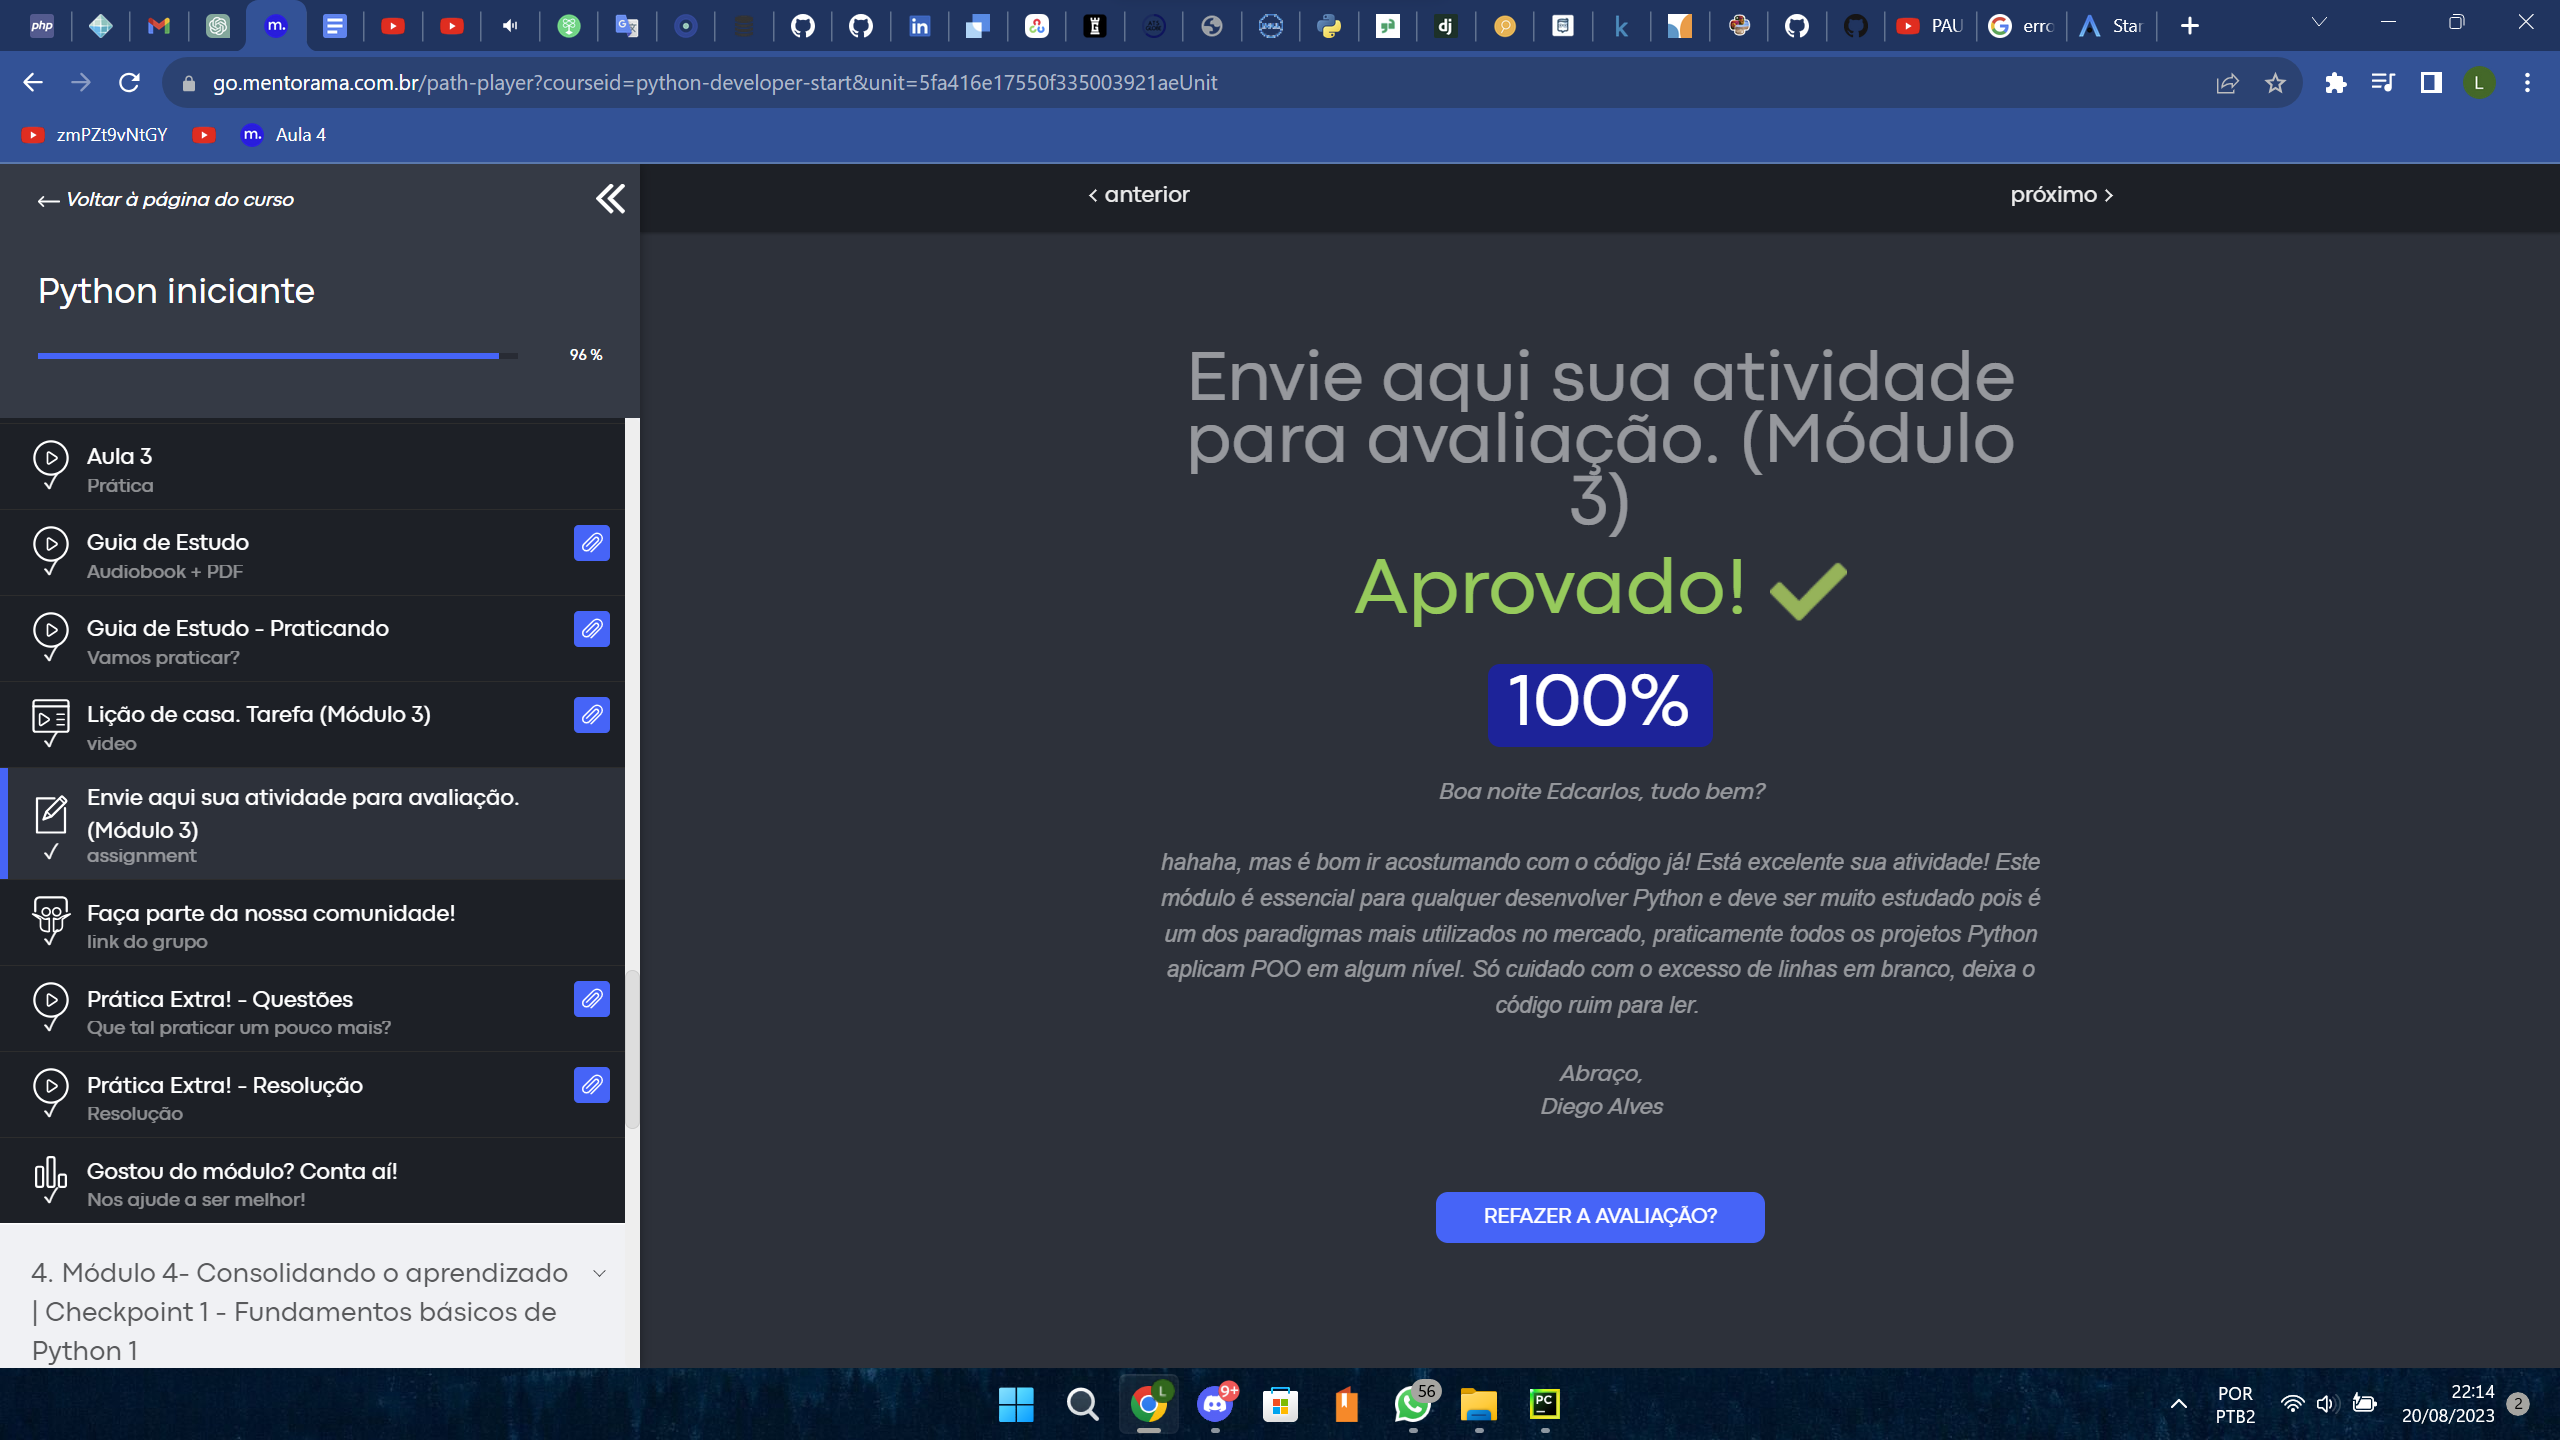 php
m.
PAU
erro
Star
go.mentorama.com.br/path-player?courseid=python-developer-start&unit=5fa416e17550f335003921aeUnit
L
zmPZt9vNtGY
m. Aula 4
Voltar à página do curso
Python iniciante
96 %
Aula 3
Prática
Guia de Estudo
Audiobook + PDF
Guia de Estudo - Praticando
Vamos praticar?
Lição de casa. Tarefa (Módulo 3)
video
Envie aqui sua atividade para avaliação.
(Módulo 3)
assignment
Faça parte da nossa comunidade!
link do grupo
Prática Extra! - Questões
Que tal praticar um pouco mais?
Prática Extra! - Resolução
Resolução
Gostou do módulo? Conta aí!
Nos ajude a ser melhor!
4. Módulo 4- Consolidando o aprendizado
| Checkpoint 1 - Fundamentos básicos de
Python 1
anterior
próximo
Envie aqui sua atividade
para avaliação. (Módulo
3)
Aprovado!
100%
Boa noite Edcarlos, tudo bem?
hahaha, mas é bom ir acostumando com o código já! Está excelente sua atividade! Este
módulo é essencial para qualquer desenvolver Python e deve ser muito estudado pois é
um dos paradigmas mais utilizados no mercado, praticamente todos os projetos Python
aplicam POO em algum nível. Só cuidado com o excesso de linhas em branco, deixa o
código ruim para ler.
Abraço,
Diego Alves
REFAZER A AVALIAÇÃO?
L
9+
56
PC
POR
PTB2
22:14
20/08/2023
2